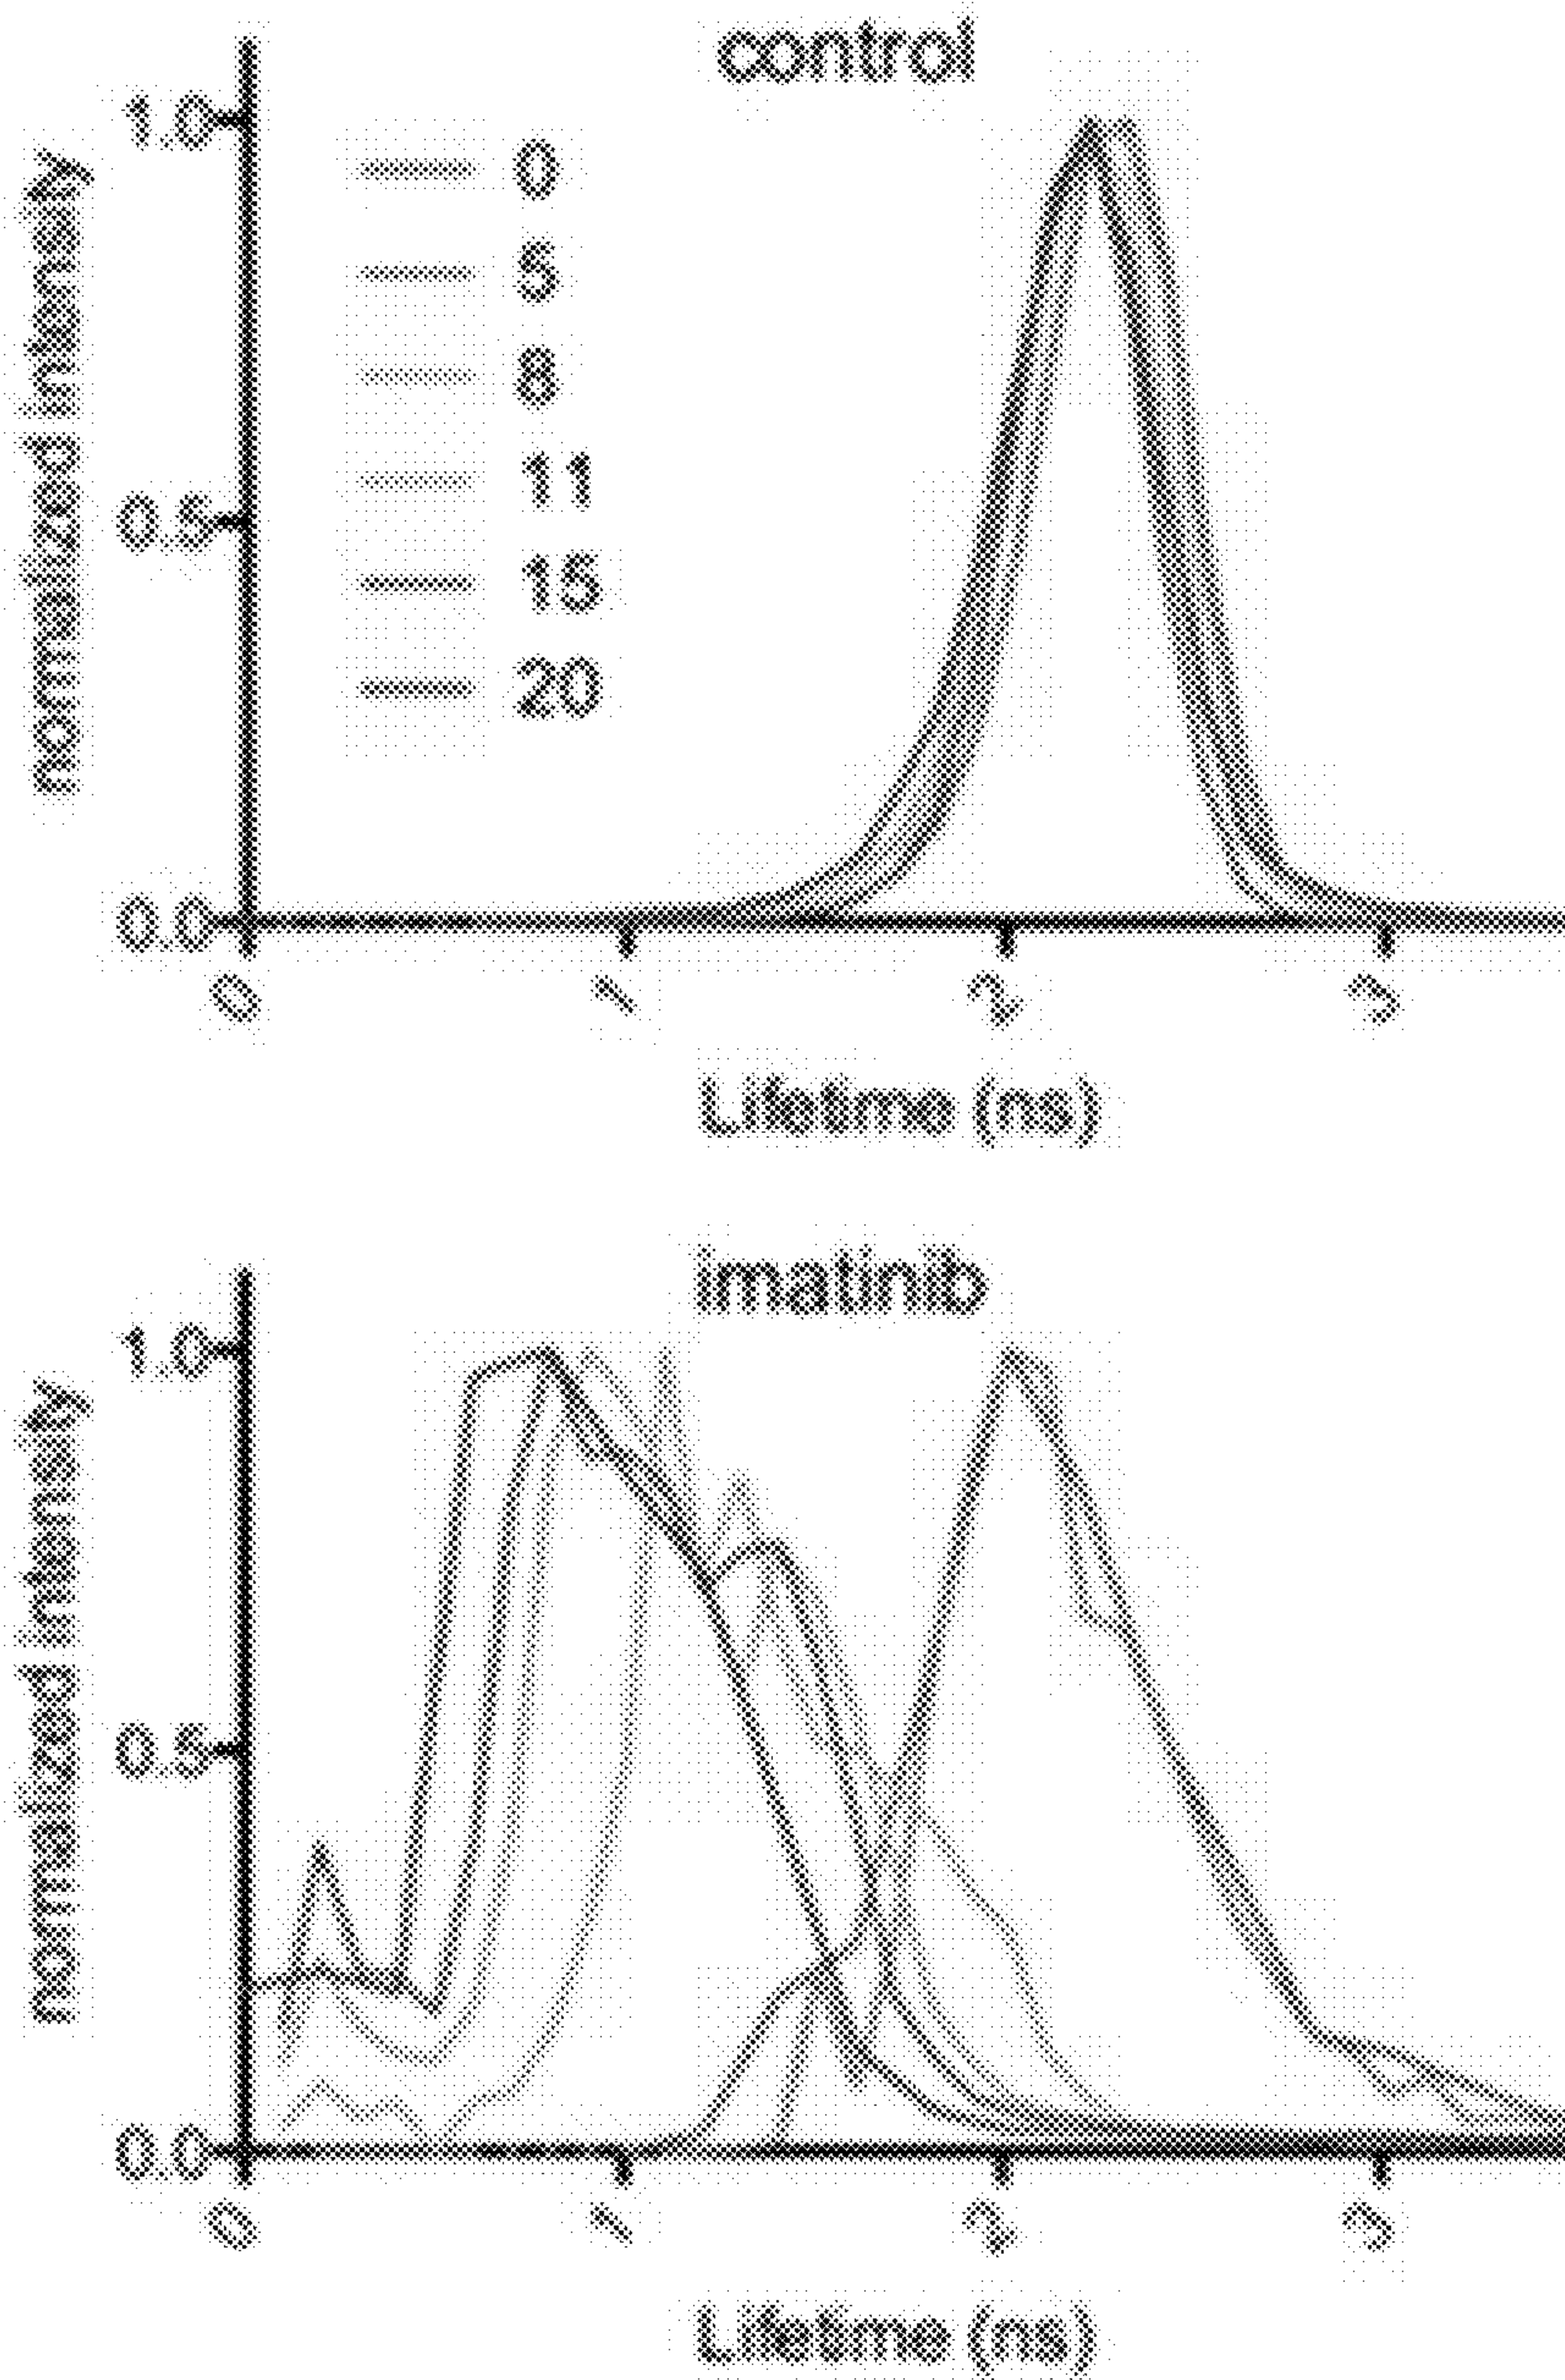 control
normalized intensity
1.0
0.5
0.0
0
5
8
11
15
20
0 1 2 3
Lifetime (ns)
imatinib
normalized intensity
1.0
0.5
0.0
0 1 2 3
Lifetime (ns)